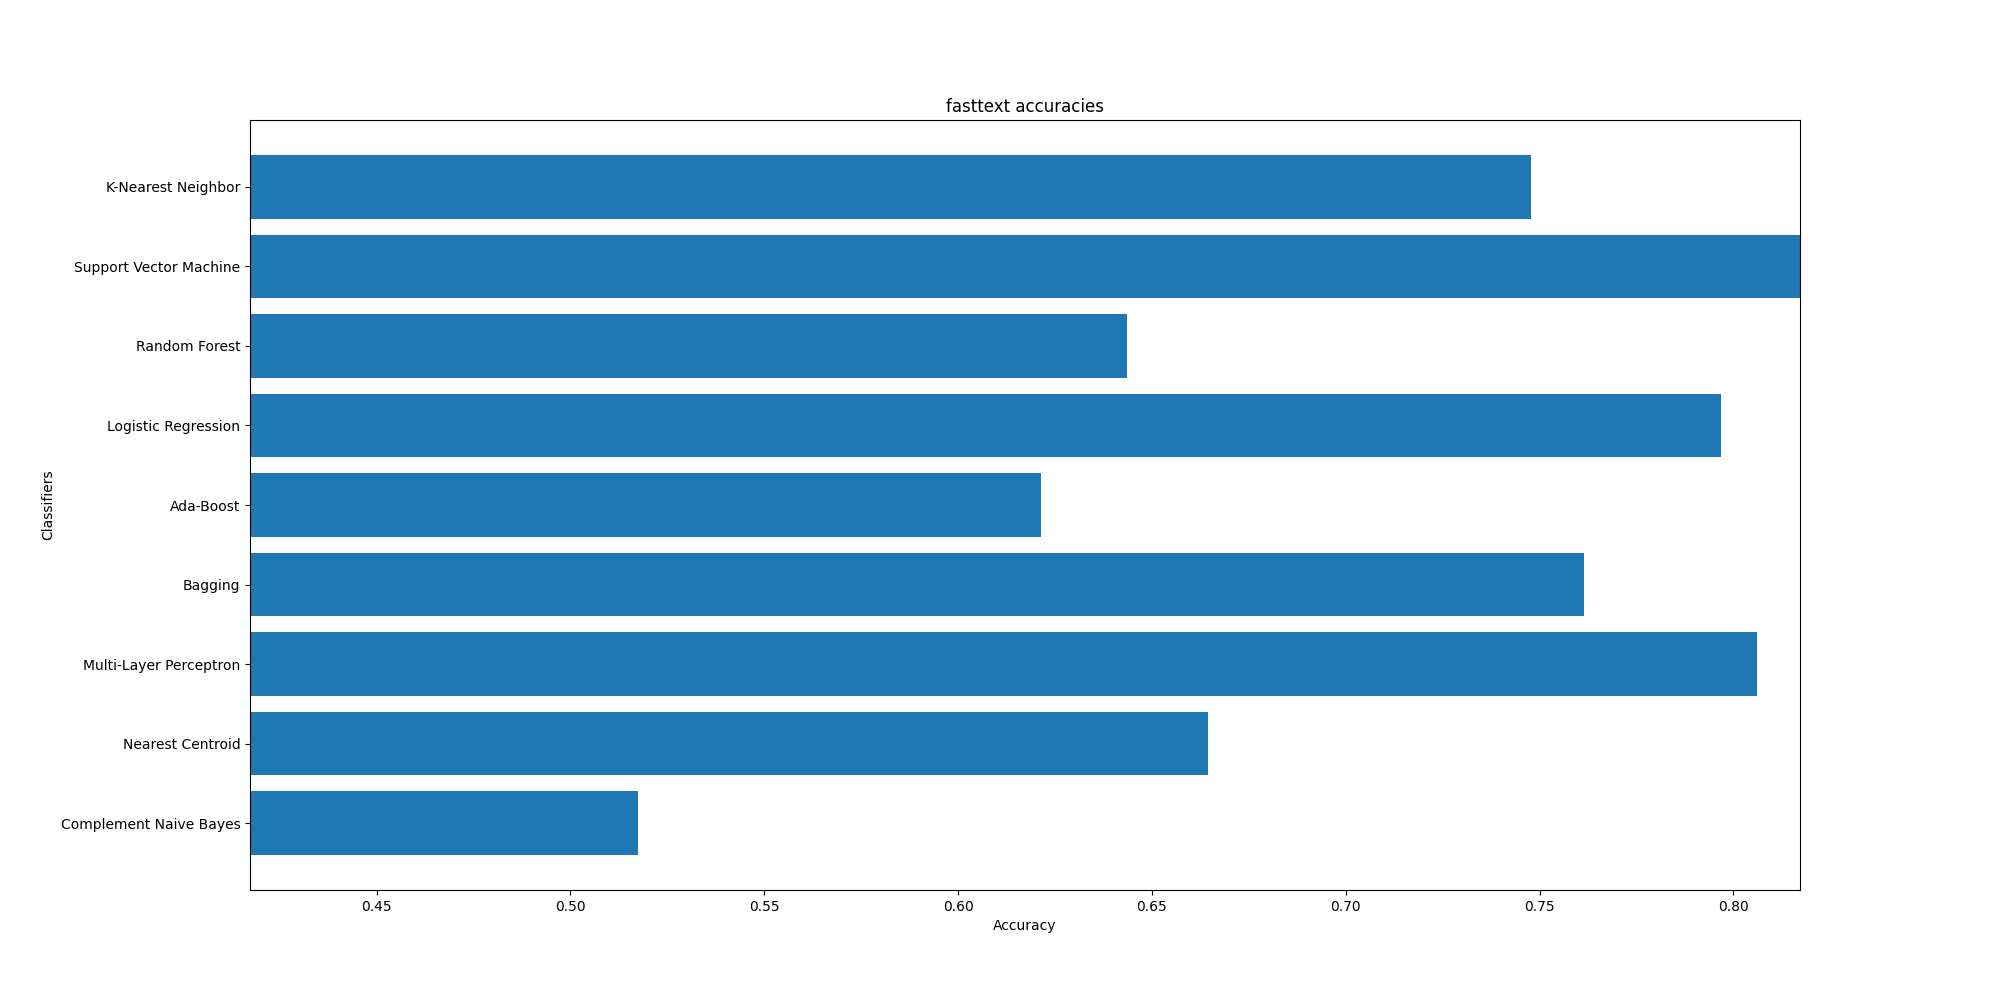 fasttext accuracies
K-Nearest Neighbor
Support Vector Machine
Random Forest
Logistic Regression
Classifiers
Ada-Boost
Bagging
Multi-Layer Perceptron
Nearest Centroid
Complement Naive Bayes
0.45 0.50 0.55 0.60 0.65 0.70 0.75 0.80
Accuracy